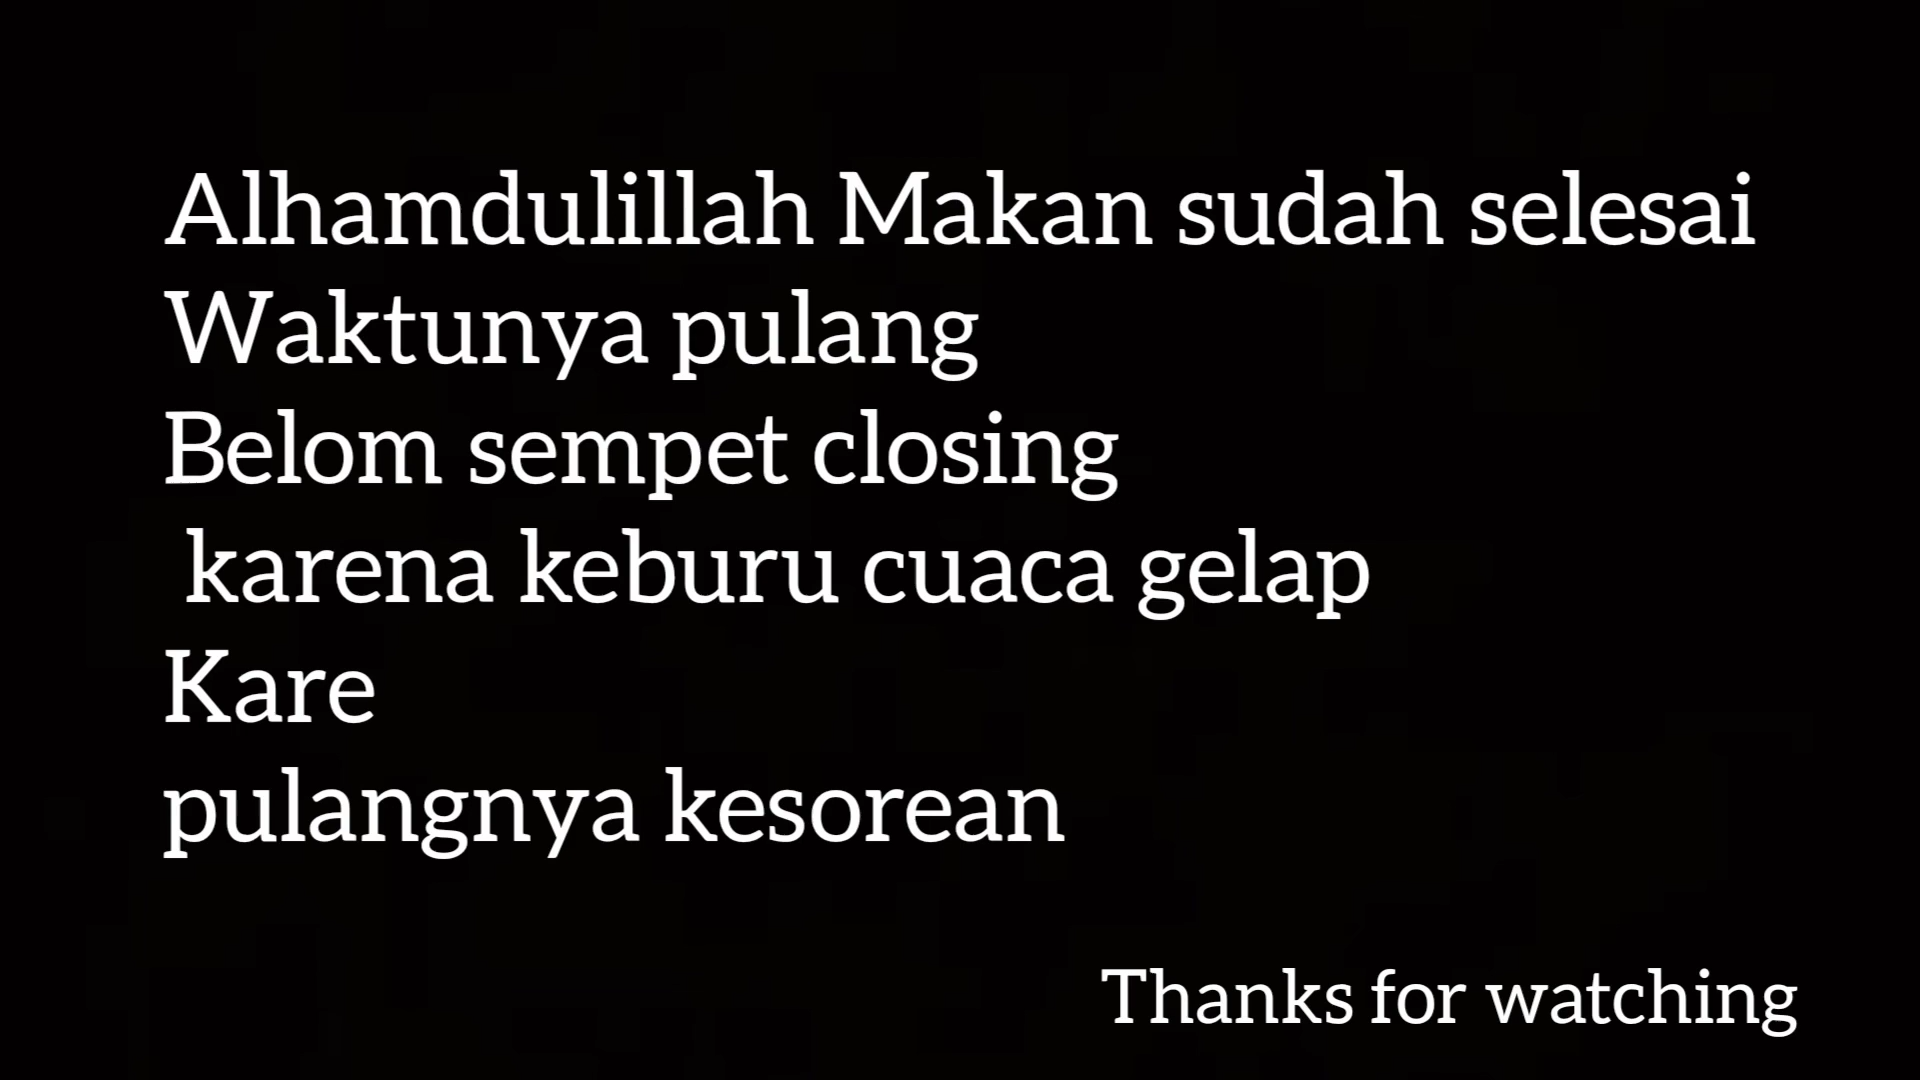 Alhamdulillah Makan sudah selesai
Waktunya pulang
Belom sempet closing
karena keburu cuaca gelap
Kare
pulangnya kesorean
Thanks for watching